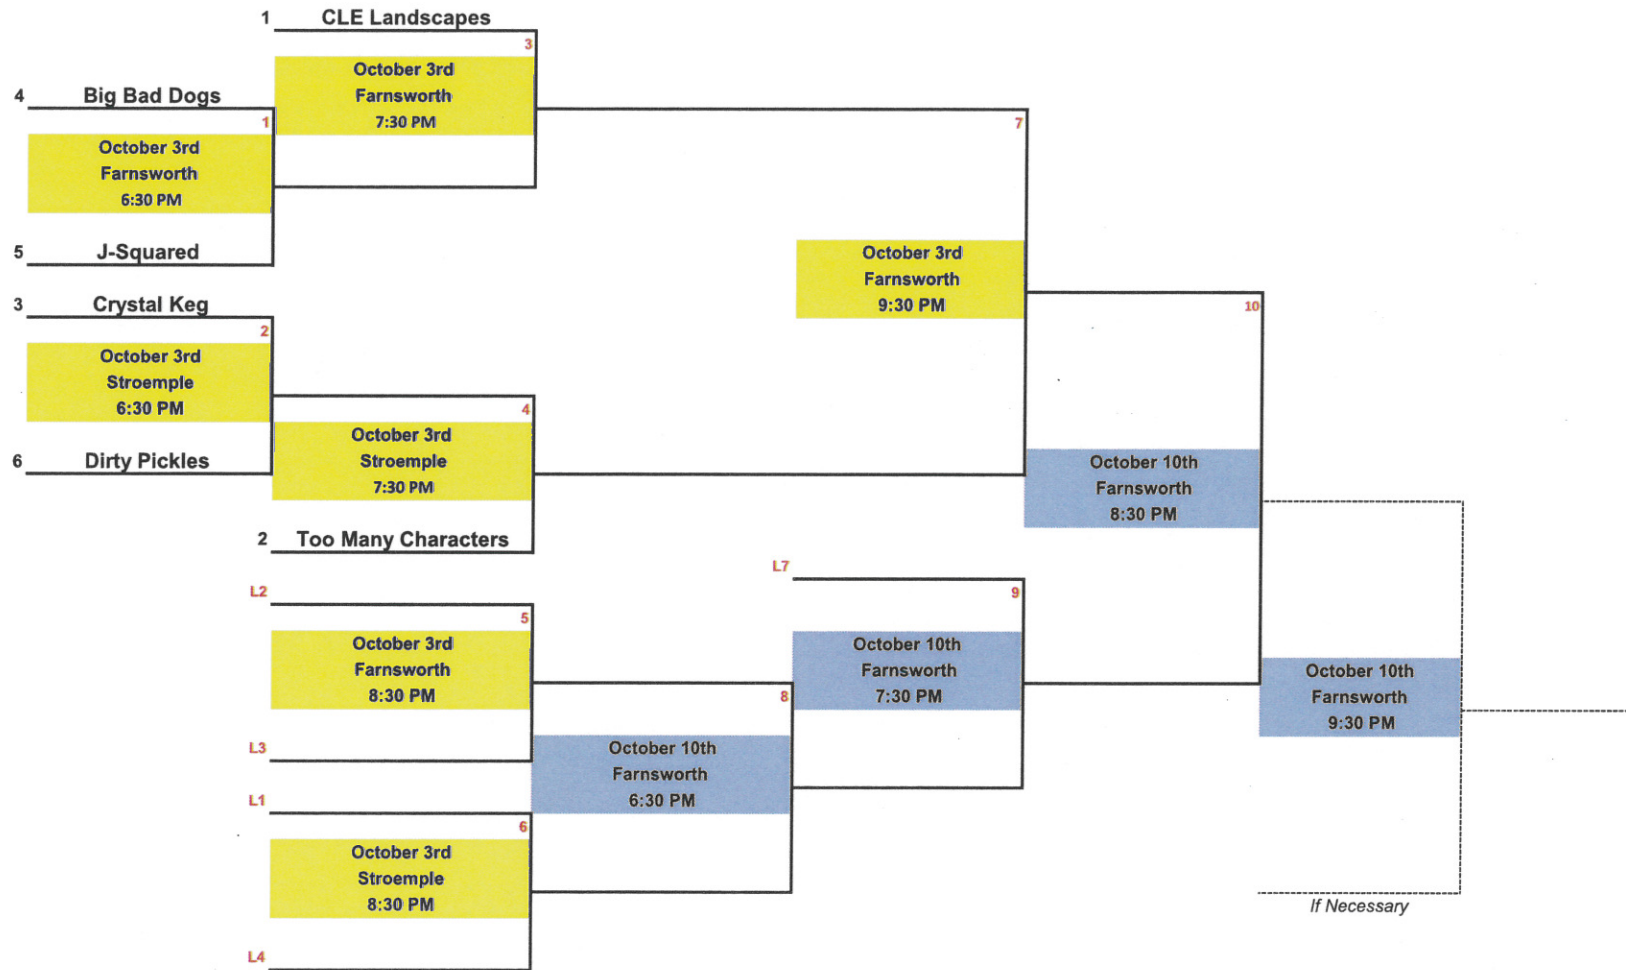 1 CLE Landscapes
3
October 3rd
Farnsworth
7:30 PM
4 Big Bad Dogs
1
October 3rd
Farnsworth
6:30 PM
5 J-Squared
3 Crystal Keg
2
October 3rd
Stroemple
6:30 PM
6 Dirty Pickles
4
October 3rd
Stroemple
7:30 PM
2 Too Many Characters
7
October 3rd
Farnsworth
9:30 PM
10
October 10th
Farnsworth
8:30 PM
L2
5
October 3rd
Farnsworth
8:30 PM
L3
L1
6
October 3rd
Stroemple
8:30 PM
L4
8
October 10th
Farnsworth
6:30 PM
L7
9
October 10th
Farnsworth
7:30 PM
October 10th
Farnsworth
9:30 PM
If Necessary